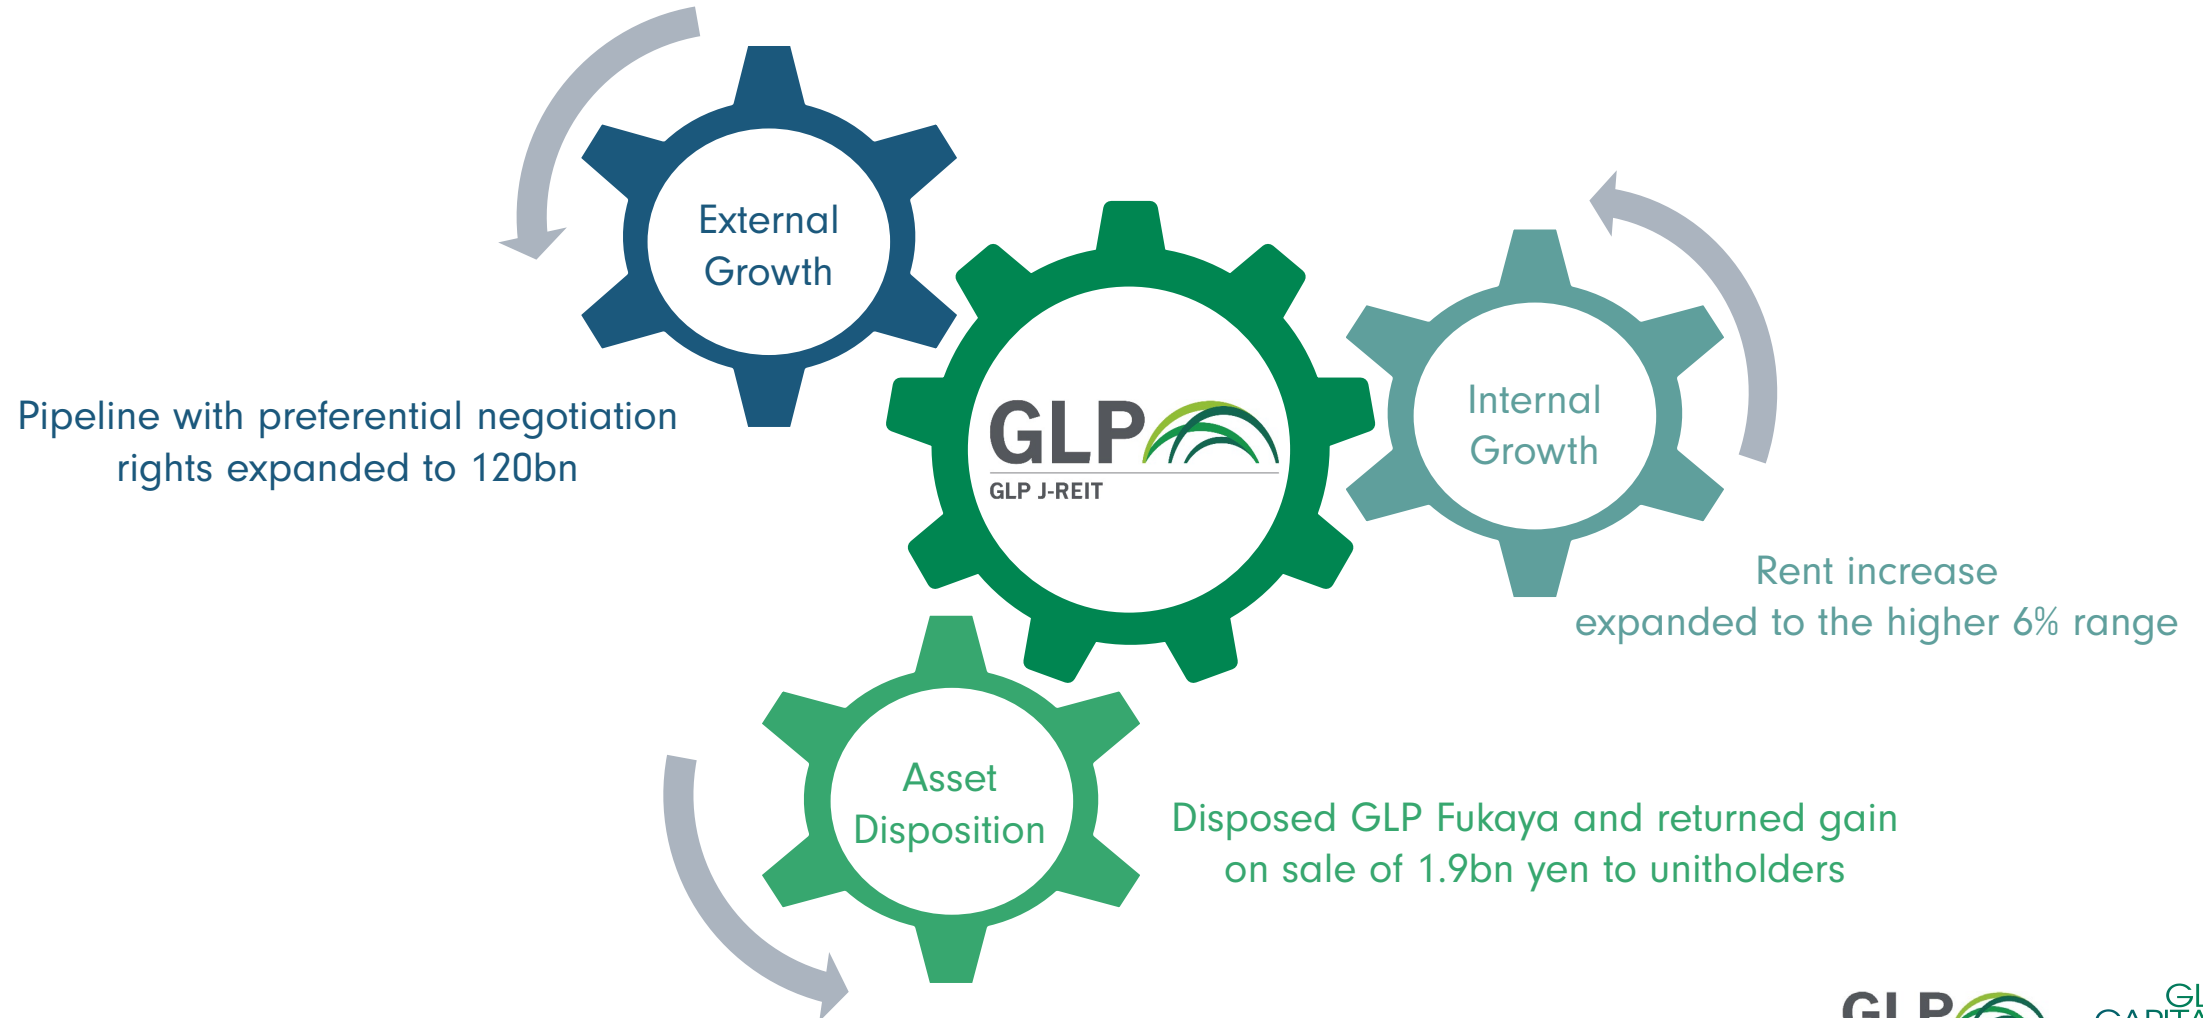 External
Growth
Pipeline with preferential negotiation
rights expanded to 120bn
GLP
GLP J-REIT
Internal
Growth
Rent increase
expanded to the higher 6% range
Asset
Disposition
Disposed GLP Fukaya and returned gain
on sale of 1.9bn yen to unitholders
GLP